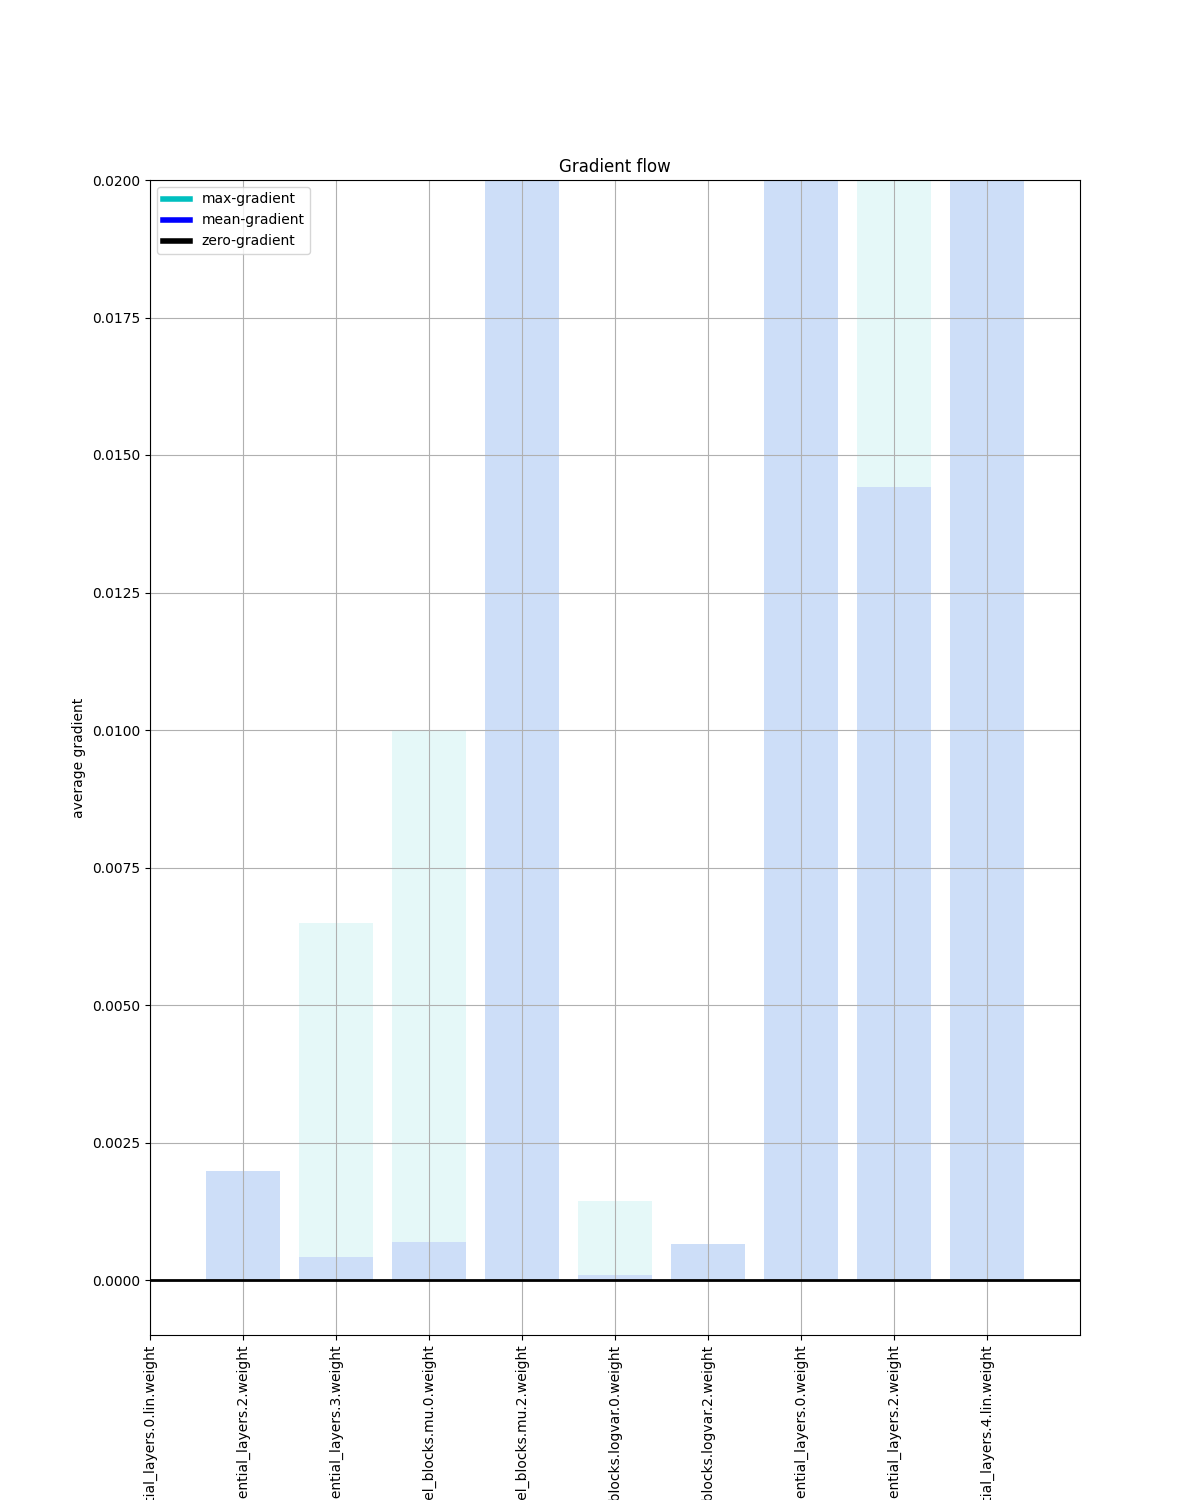 Gradient flow
max-gradient
mean-gradient
zero-gradient
0.0200
0.0175
0.0150
0.0125
0.0100
0.0075
0.0050
0.0025
0.0000
average gradient
tial_layers.0.lin.weight
ential_layers.2.weight
ential_layers.3.weight
el_blocks.mu.0.weight
el_blocks.mu.2.weight
blocks.logvar.0.weight
blocks.logvar.2.weight
ential_layers.0.weight
ential_layers.2.weight
tial_layers.4.lin.weight